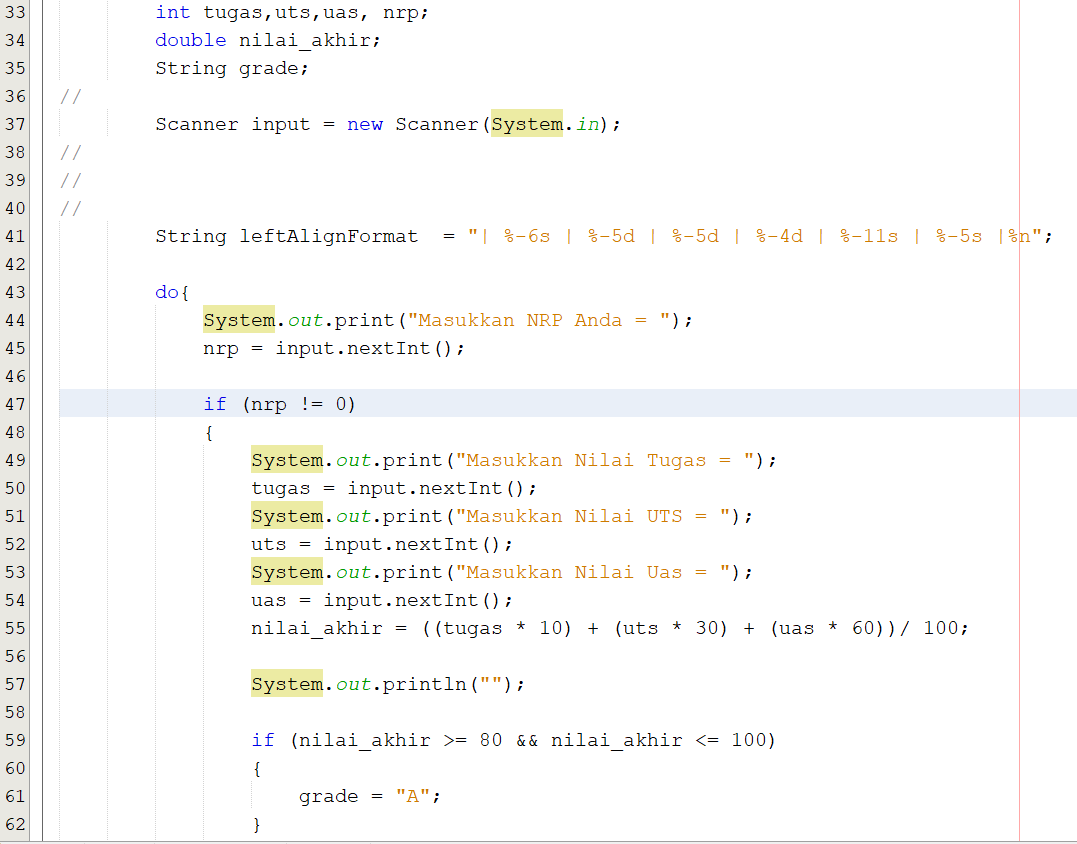 33 int tugas,uts,uas, nrp;
34 double nilai_akhir;
35 String grade;
36 //
37 Scanner input = new Scanner(System.in);
38 //
39 //
40 //
41 String leftAlignFormat  = "| %-6s | %-5d | %-5d | %-4d | %-11s | %-5s |%n";
42
43 do{
44 System.out.print("Masukkan NRP Anda = ");
45 nrp = input.nextInt();
46
47 if (nrp != 0)
48 {
49 System.out.print("Masukkan Nilai Tugas = ");
50 tugas = input.nextInt();
51 System.out.print("Masukkan Nilai UTS = ");
52 uts = input.nextInt();
53 System.out.print("Masukkan Nilai Uas = ");
54 uas = input.nextInt();
55 nilai_akhir = ((tugas * 10) + (uts * 30) + (uas * 60))/ 100;
56
57 System.out.println("");
58
59 if (nilai_akhir >= 80 && nilai_akhir <= 100)
60 {
61 grade = "A";
62 }